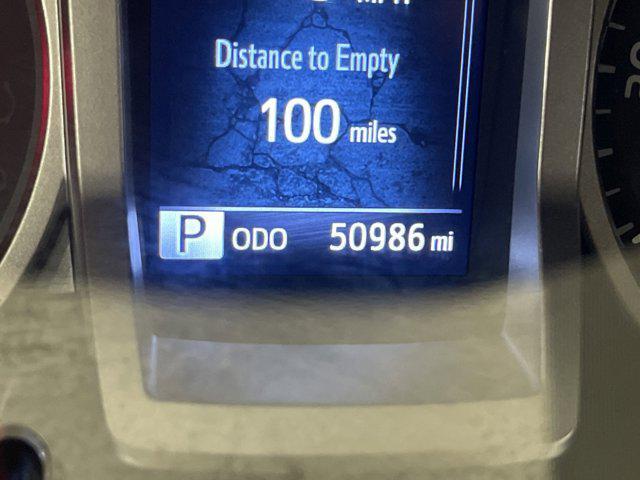 Distance to Empty
100 miles
P ODO 50986 mi